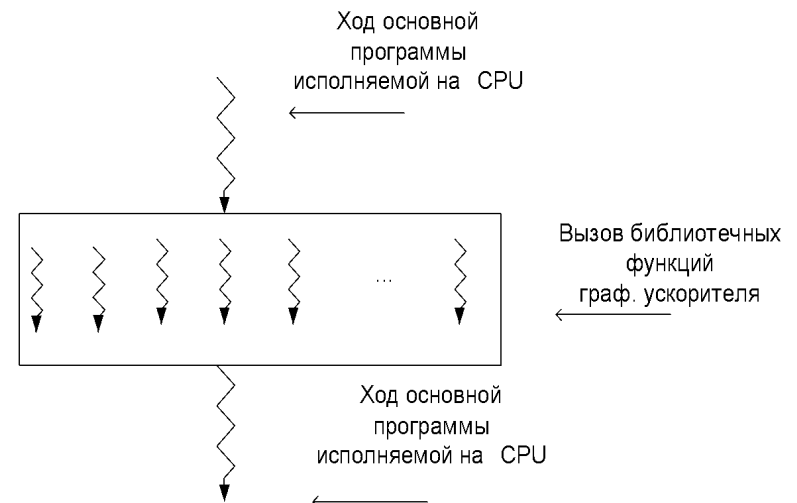 Ход основной
программы
исполняемой на CPU
Вызов библиотечных
функций
граф. ускорителя
...
Ход основной
программы
исполняемой на CPU